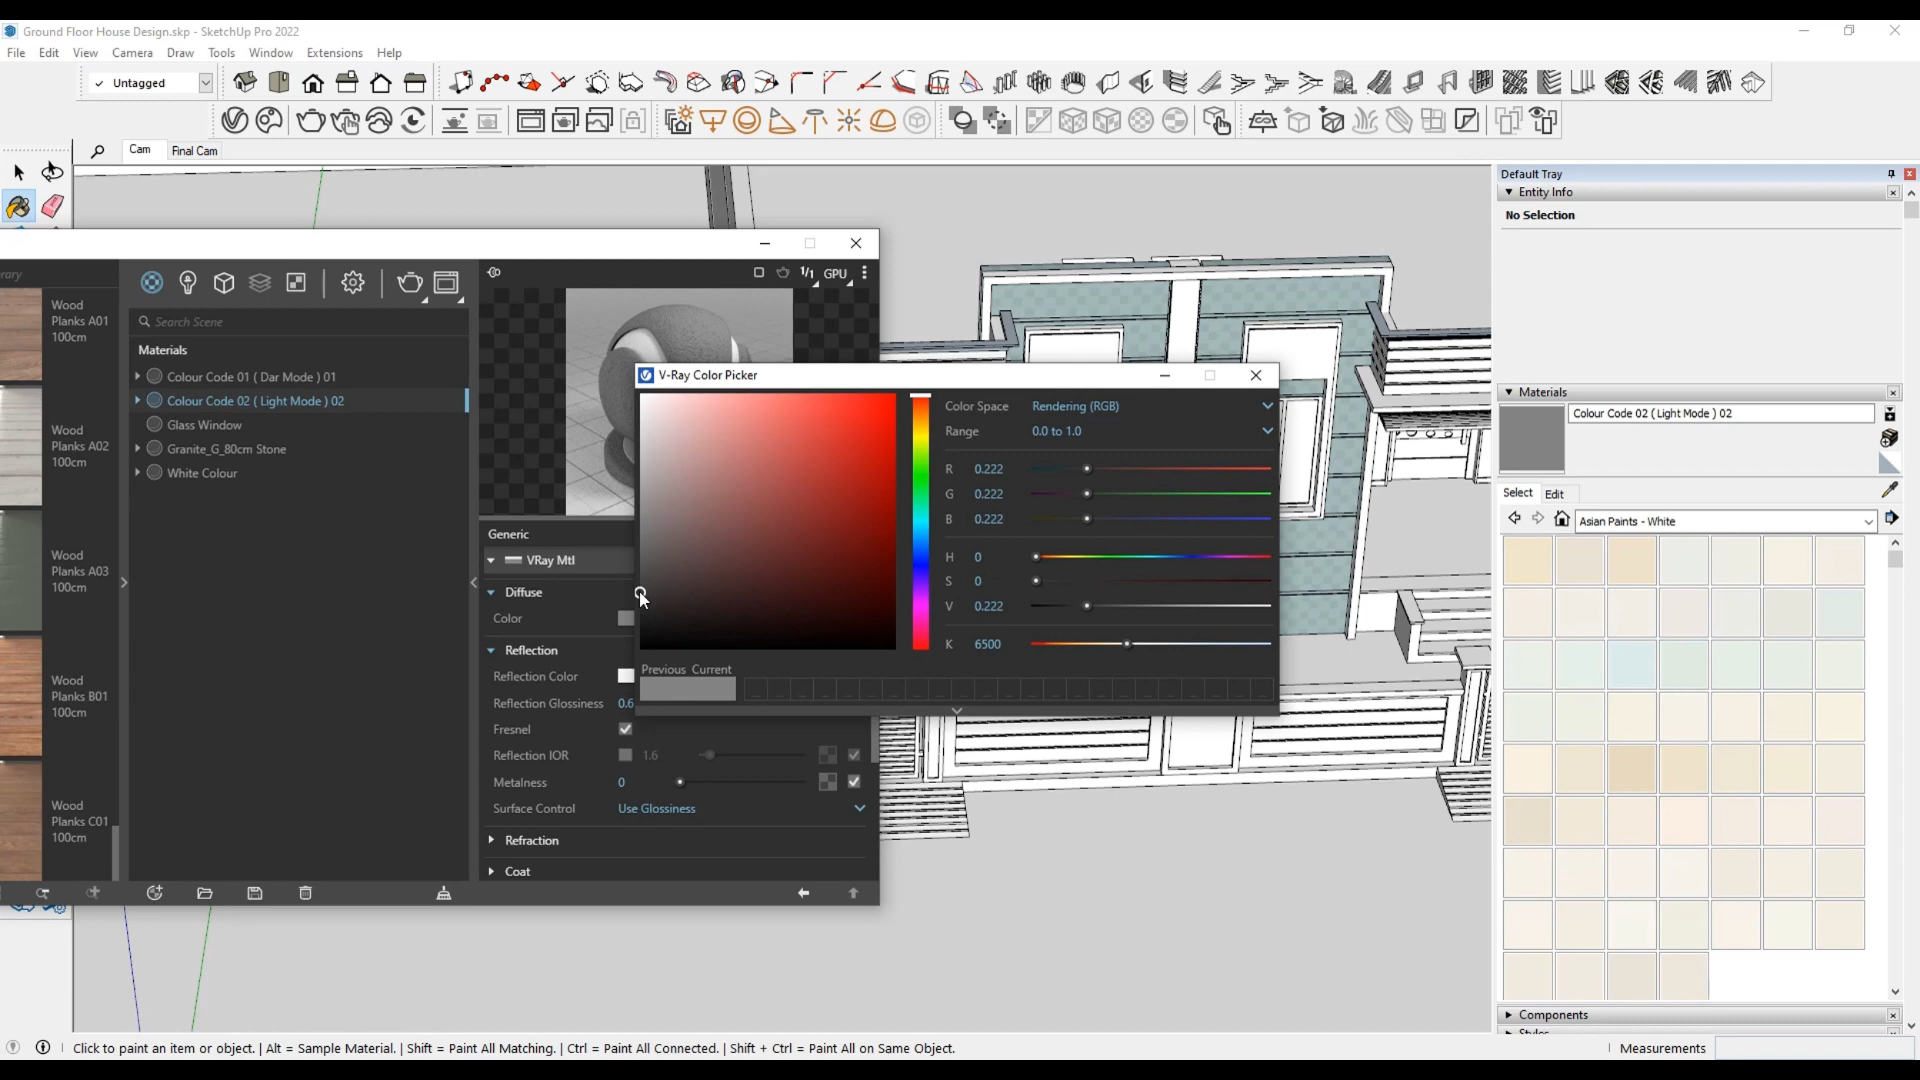 Ground Floor House Design.skp - SketchUp Pro 2022
File Edit View Camera Draw Tools Window Extensions Help
Untagged
Cam
Final Cam
Default Tray
Entity Info
No Selection
rary
1/1 GPU
Search Scene
Materials
Colour Code 01 ( Dar Mode ) 01
Colour Code 02 ( Light Mode ) 02
Glass Window
Granite_G_80cm Stone
White Colour
Wood
Planks A01
100cm
Wood
Planks A02
100cm
Wood
Planks A03
100cm
Wood
Planks B01
100cm
Wood
Planks C01
100cm
Generic
VRay Mtl
Diffuse
Color
Reflection
Reflection Color
Reflection Glossiness 0.6
Fresnel
Reflection IOR 1.6
Metalness 0
Surface Control Use Glossiness
Refraction
Coat
V-Ray Color Picker
Color Space Rendering (RGB)
Range 0.0 to 1.0
R 0.222
G 0.222
B 0.222
H 0
S 0
V 0.222
K 6500
Previous Current
Materials
Colour Code 02 ( Light Mode ) 02
Select Edit
Asian Paints - White
Components
Styles
Click to paint an item or object. | Alt = Sample Material. | Shift = Paint All Matching. | Ctrl = Paint All Connected. | Shift + Ctrl = Paint All on Same Object.
Measurements